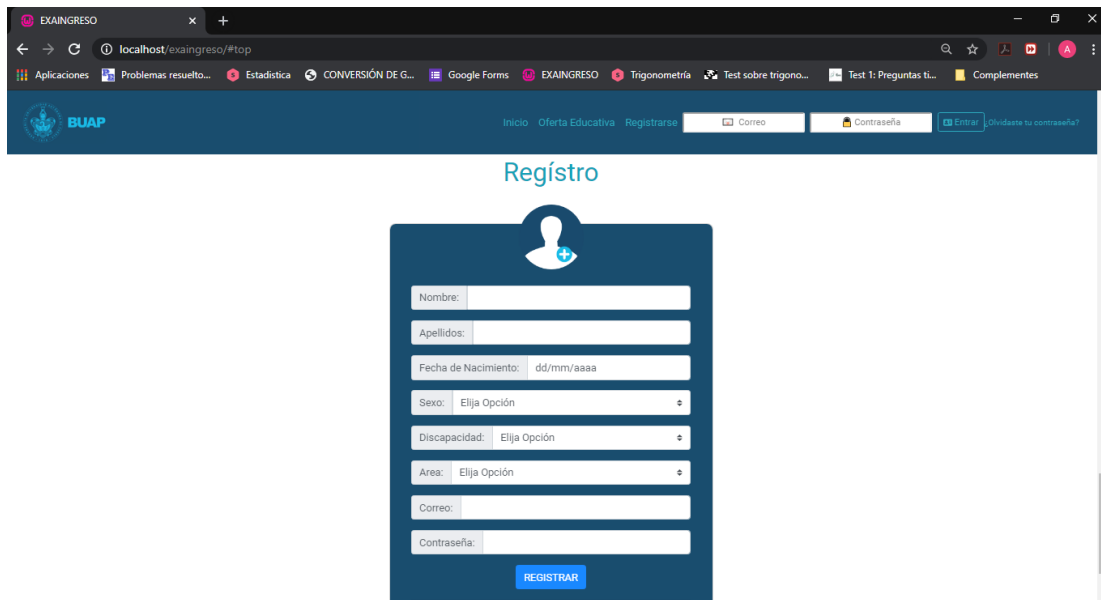 EXAINGRESO
localhost/exaingreso/#top
A
Aplicaciones Problemas resuelto... Estadistica CONVERSIÓN DE G... Google Forms EXAINGRESO Trigonometría Test sobre trigono... Test 1: Preguntas ti... Complementes
BUAP Inicio Oferta Educativa Registrarse Correo Contraseña Entrar ¿Olvidaste tu contraseña?
Regístro
Nombre:
Apellidos:
Fecha de Nacimiento: dd/mm/aaaa
Sexo: Elija Opción
Discapacidad: Elija Opción
Area: Elija Opción
Correo:
Contraseña:
REGISTRAR